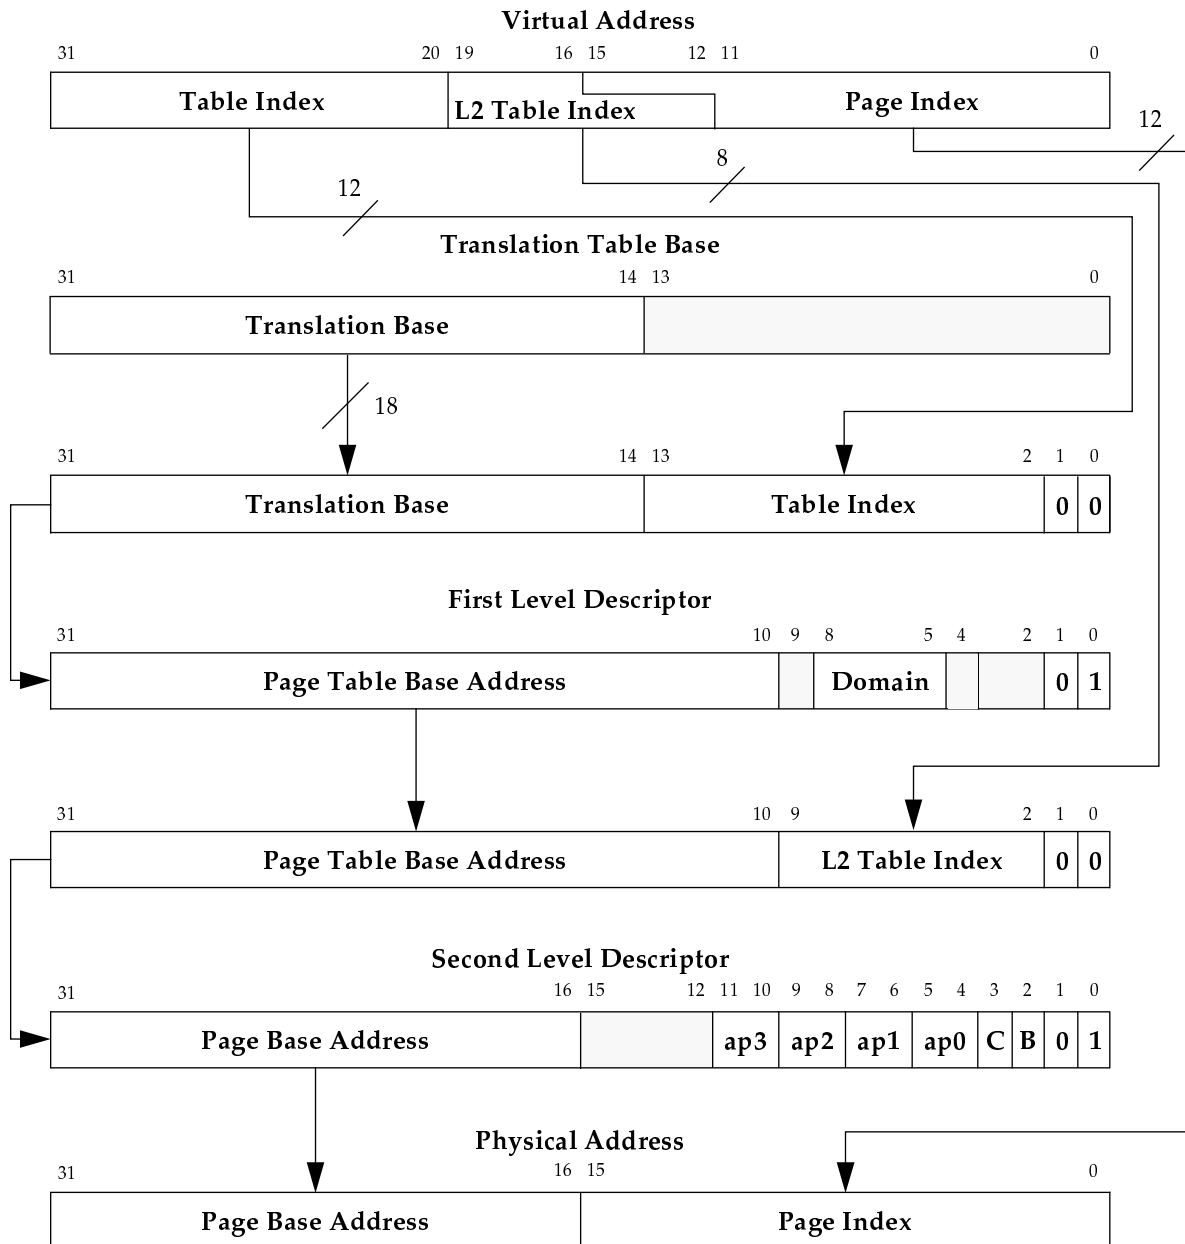 Virtual Address
31 20 19 16 15 12 11 0
Table Index L2 Table Index Page Index
12
8
12
Translation Table Base
31 14 13 0
Translation Base
18
31 14 13 2 1 0
Translation Base Table Index 0 0
First Level Descriptor
31 10 9 8 5 4 2 1 0
Page Table Base Address Domain 0 1
31 10 9 2 1 0
Page Table Base Address L2 Table Index 0 0
Second Level Descriptor
31 16 15 12 11 10 9 8 7 6 5 4 3 2 1 0
Page Base Address ap3 ap2 ap1 ap0 C B 0 1
Physical Address
31 16 15 0
Page Base Address Page Index